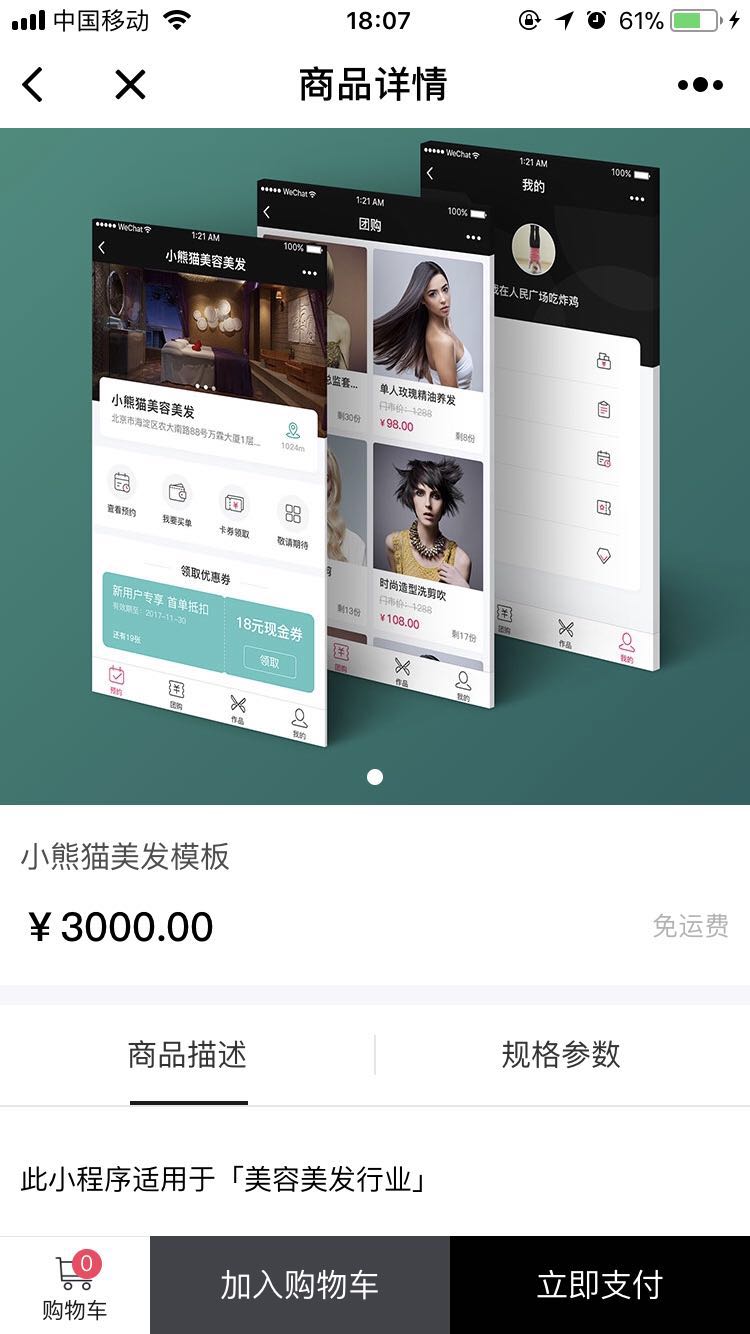 中国移动
18:07
61%
商品详情
WeChat
1:21 AM
100%
小熊猫美容美发
小熊猫美容美发
北京市海淀区农大南路88号万霖大厦1层...
1024m
查看预约
我要买单
卡券领取
敬请期待
领取优惠券
新用户专享 首单抵扣
有效期至：2017-11-30
还有19张
18元现金券
领取
预约
团购
作品
我的
WeChat
1:21 AM
100%
团购
总监套...
剩30份
单人玫瑰精油养发
门市价：1288
¥98.00
剩8份
剪
剩13份
时尚造型洗剪吹
门市价：1288
¥108.00
剩17份
团购
作品
我的
WeChat
1:21 AM
100%
我的
我在人民广场吃炸鸡
团购
作品
我的
小熊猫美发模板
¥ 3000.00
免运费
商品描述
规格参数
此小程序适用于「美容美发行业」
0
购物车
加入购物车
立即支付